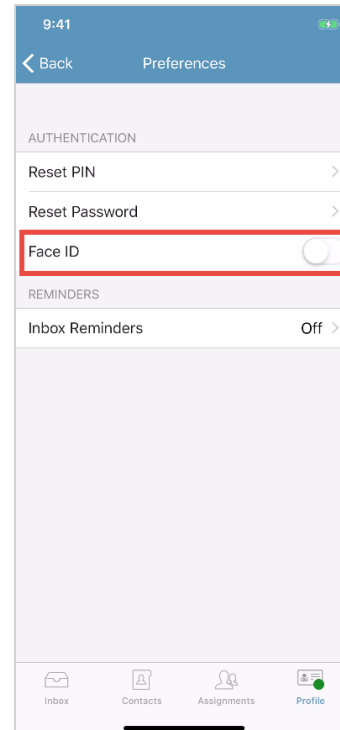 9:41
Back Preferences
AUTHENTICATION
Reset PIN
Reset Password
Face ID
REMINDERS
Inbox Reminders Off
Inbox Contacts Assignments Profile